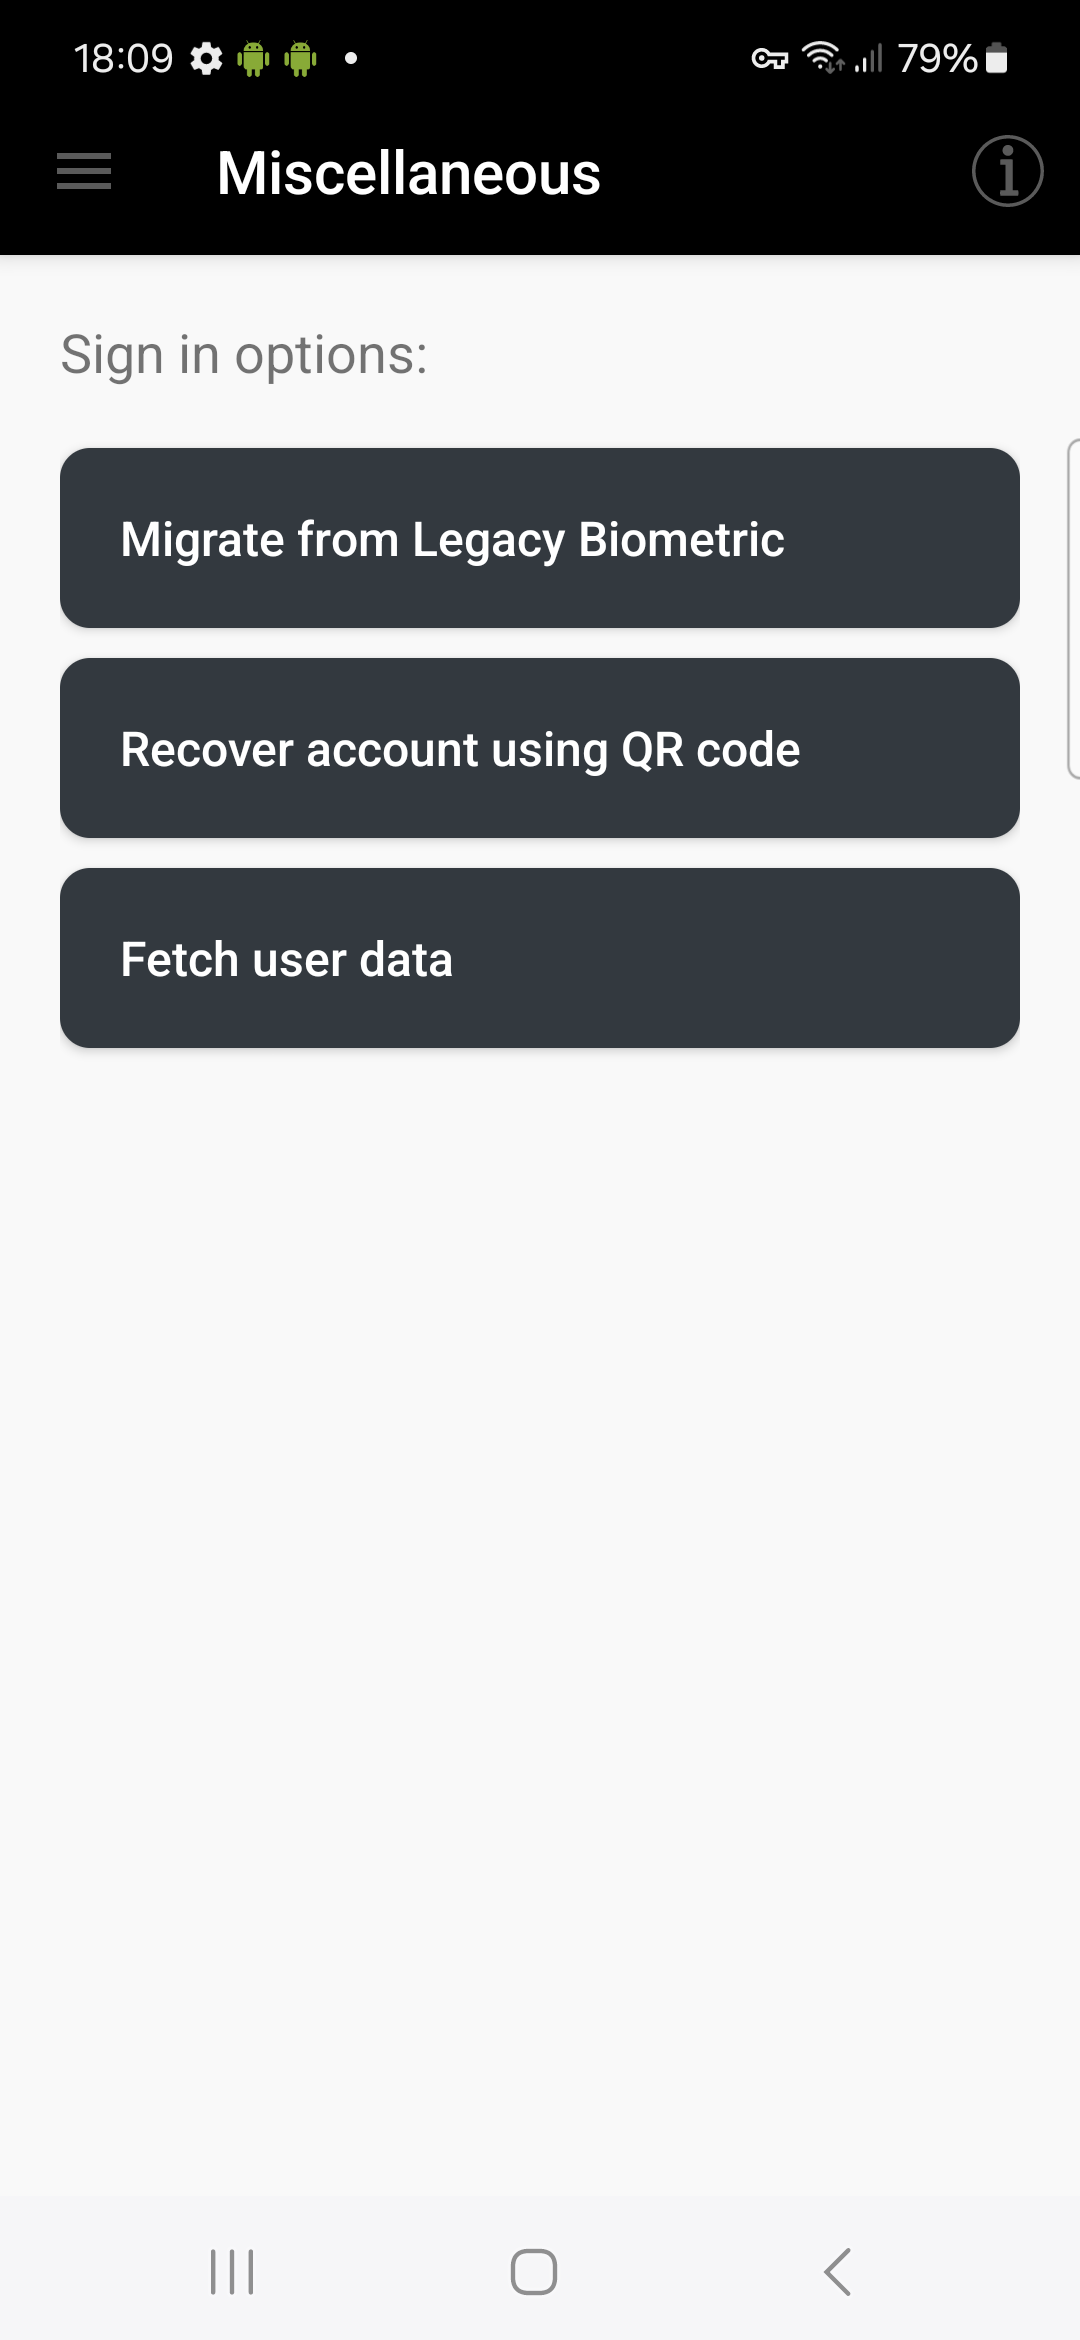 18:09 79%
Miscellaneous
Sign in options:
Migrate from Legacy Biometric
Recover account using QR code
Fetch user data